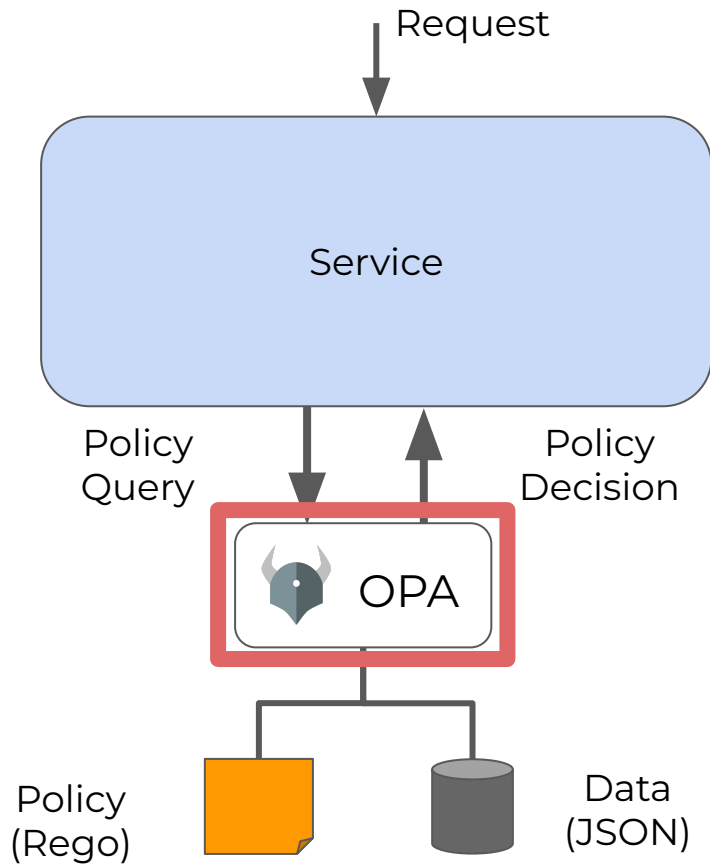 Request
Service
Policy
Query
Policy
Decision
OPA
Policy
(Rego)
Data
(JSON)